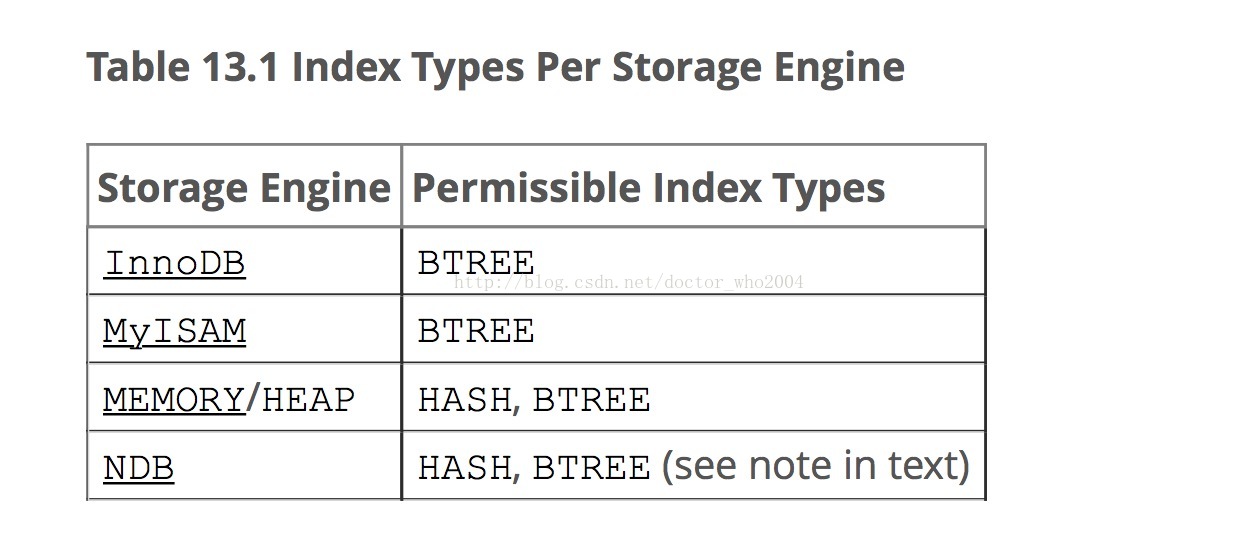 Table 13.1 Index Types Per Storage Engine
Storage Engine Permissible Index Types
InnoDB BTREE
http://blog.csdn.net/doctor_who2004
MyISAM BTREE
MEMORY/HEAP HASH, BTREE
NDB HASH, BTREE (see note in text)